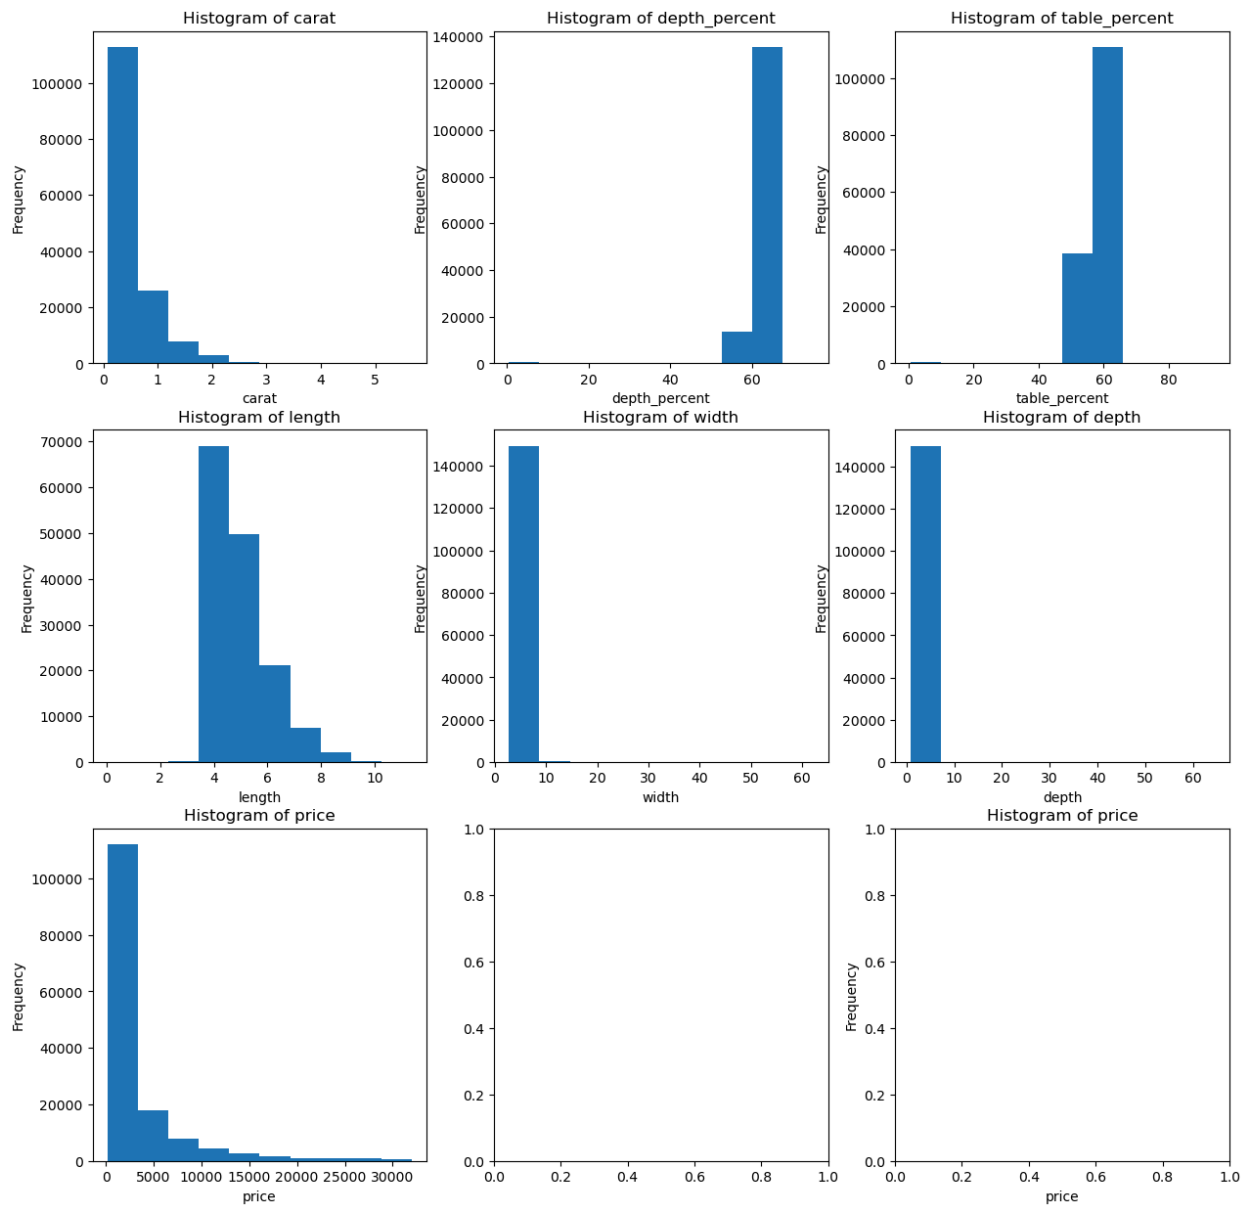 Histogram of carat
Frequency
100000
80000
60000
40000
20000
0
0 1 2 3 4 5
carat
Histogram of depth_percent
Frequency
140000
120000
100000
80000
60000
40000
20000
0
0 20 40 60
depth_percent
Histogram of table_percent
Frequency
100000
80000
60000
40000
20000
0
0 20 40 60 80
table_percent
Histogram of length
Frequency
70000
60000
50000
40000
30000
20000
10000
0
0 2 4 6 8 10
length
Histogram of width
Frequency
140000
120000
100000
80000
60000
40000
20000
0
0 10 20 30 40 50 60
width
Histogram of depth
Frequency
140000
120000
100000
80000
60000
40000
20000
0
0 10 20 30 40 50 60
depth
Histogram of price
Frequency
100000
80000
60000
40000
20000
0
0 5000 10000 15000 20000 25000 30000
price
1.0
0.8
0.6
0.4
0.2
0.0
0.0 0.2 0.4 0.6 0.8 1.0
Histogram of price
Frequency
1.0
0.8
0.6
0.4
0.2
0.0
0.0 0.2 0.4 0.6 0.8 1.0
price